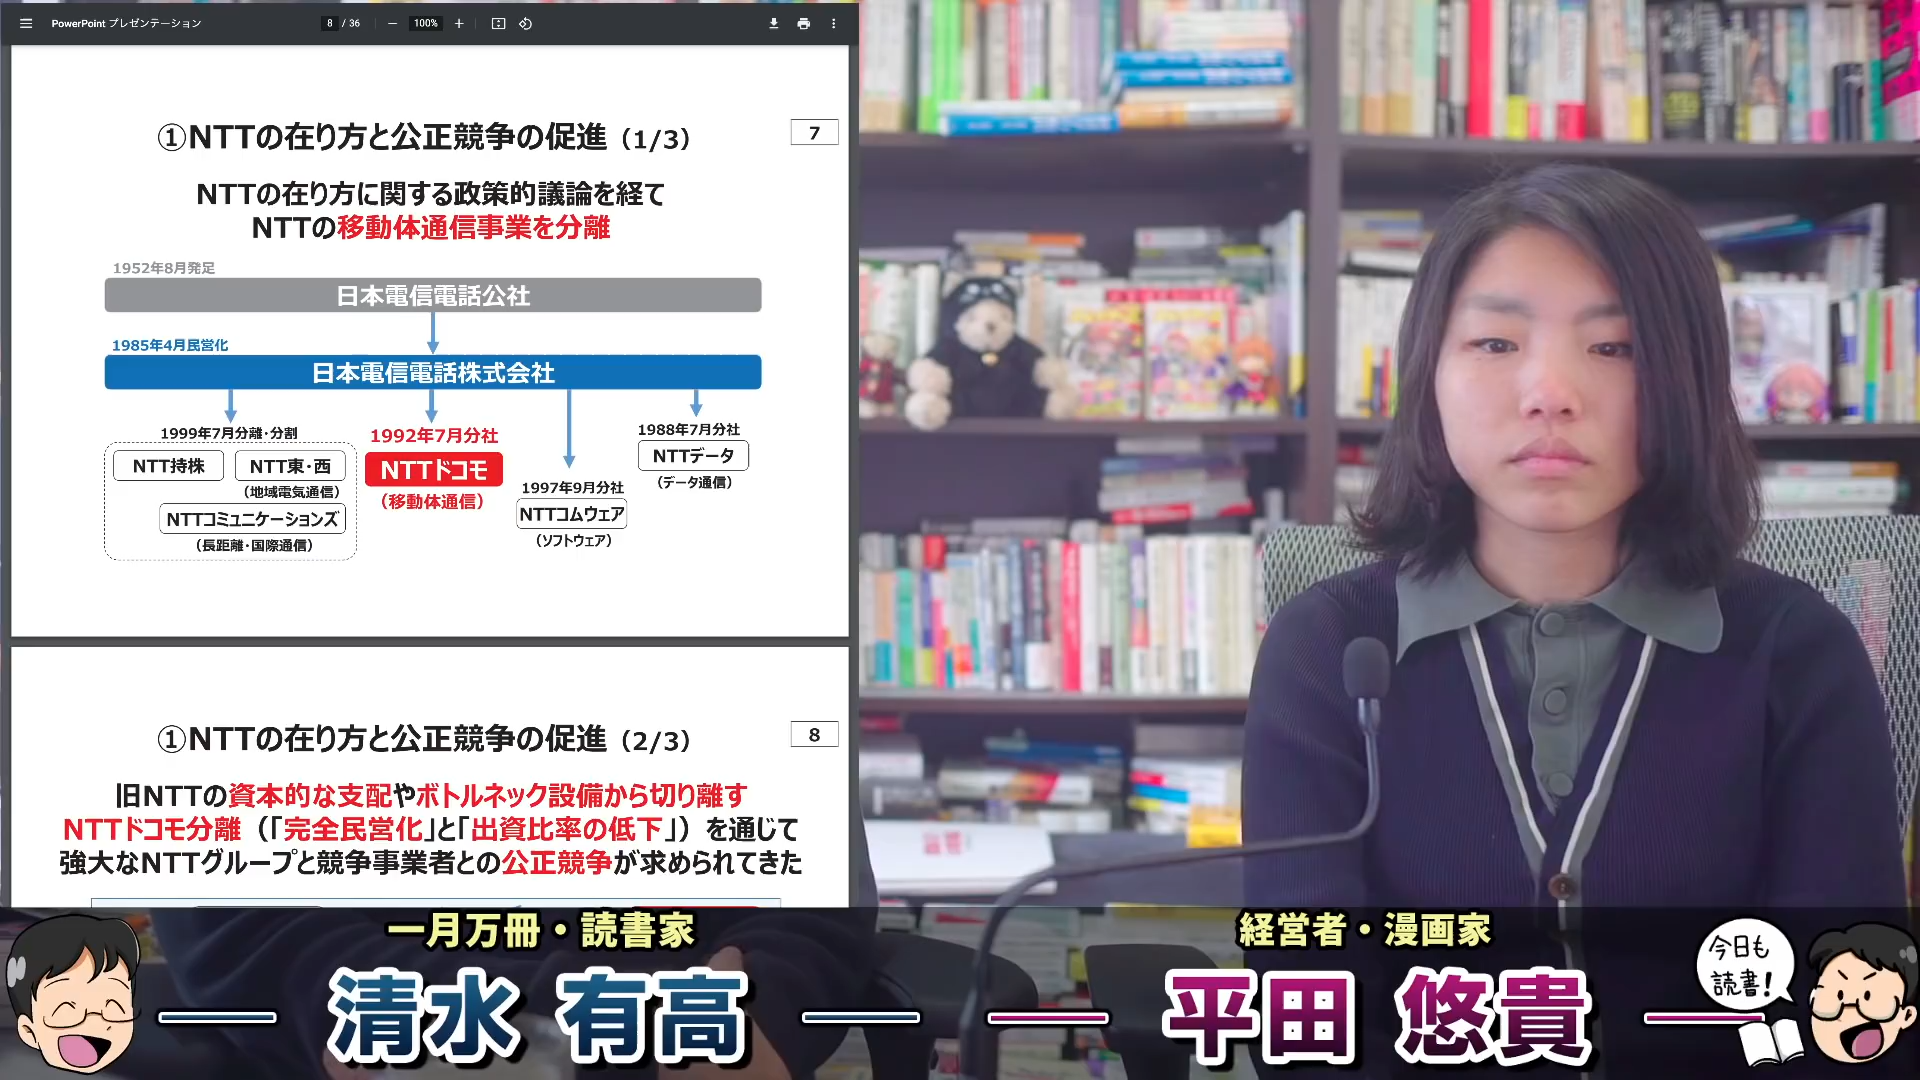 PowerPoint プレゼンテーション
8 / 36
100%
①NTTの在り方と公正競争の促進（1/3）
7
NTTの在り方に関する政策的議論を経て
NTTの移動体通信事業を分離
1952年8月発足
日本電信電話公社
1985年4月民営化
日本電信電話株式会社
1999年7月分離・分割
NTT持株
NTT東・西
（地域電気通信）
NTTコミュニケーションズ
（長距離・国際通信）
1992年7月分社
NTTドコモ
（移動体通信）
1997年9月分社
NTTコムウェア
（ソフトウェア）
1988年7月分社
NTTデータ
（データ通信）
①NTTの在り方と公正競争の促進（2/3）
8
旧NTTの資本的な支配やボトルネック設備から切り離す
NTTドコモ分離（「完全民営化」と「出資比率の低下」）を通じて
強大なNTTグループと競争事業者との公正競争が求められてきた
一月万冊・読書家
清水 有高
経営者・漫画家
平田 悠貴
今日も
読書！